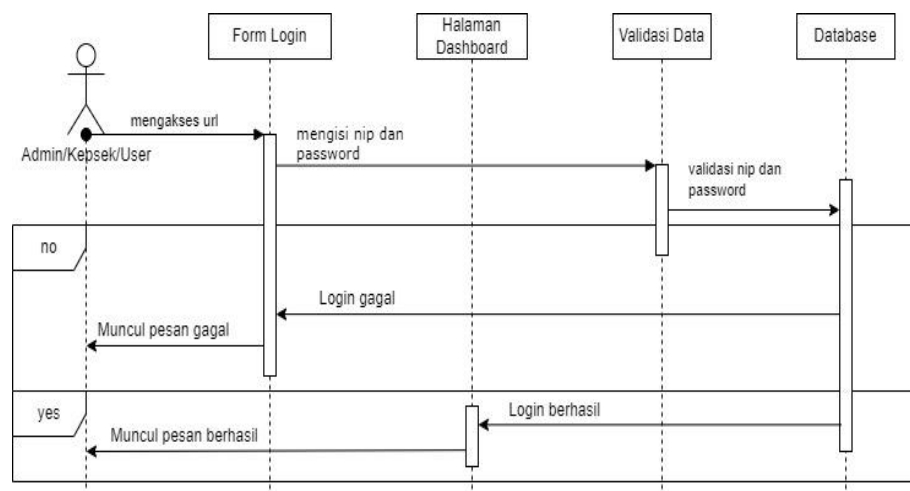 Form Login
Halaman
Dashboard
Validasi Data
Database
mengakses url
mengisi nip dan
password
Admin/Kepsek/User
validasi nip dan
password
no
Login gagal
Muncul pesan gagal
yes
Login berhasil
Muncul pesan berhasil